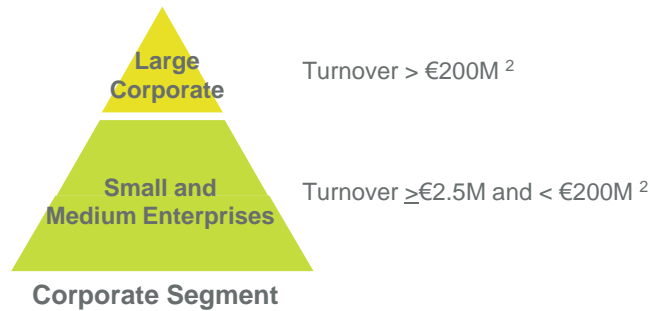 Large
Corporate
Turnover > €200M ²
Small and
Medium Enterprises
Turnover ≥€2.5M and < €200M ²
Corporate Segment